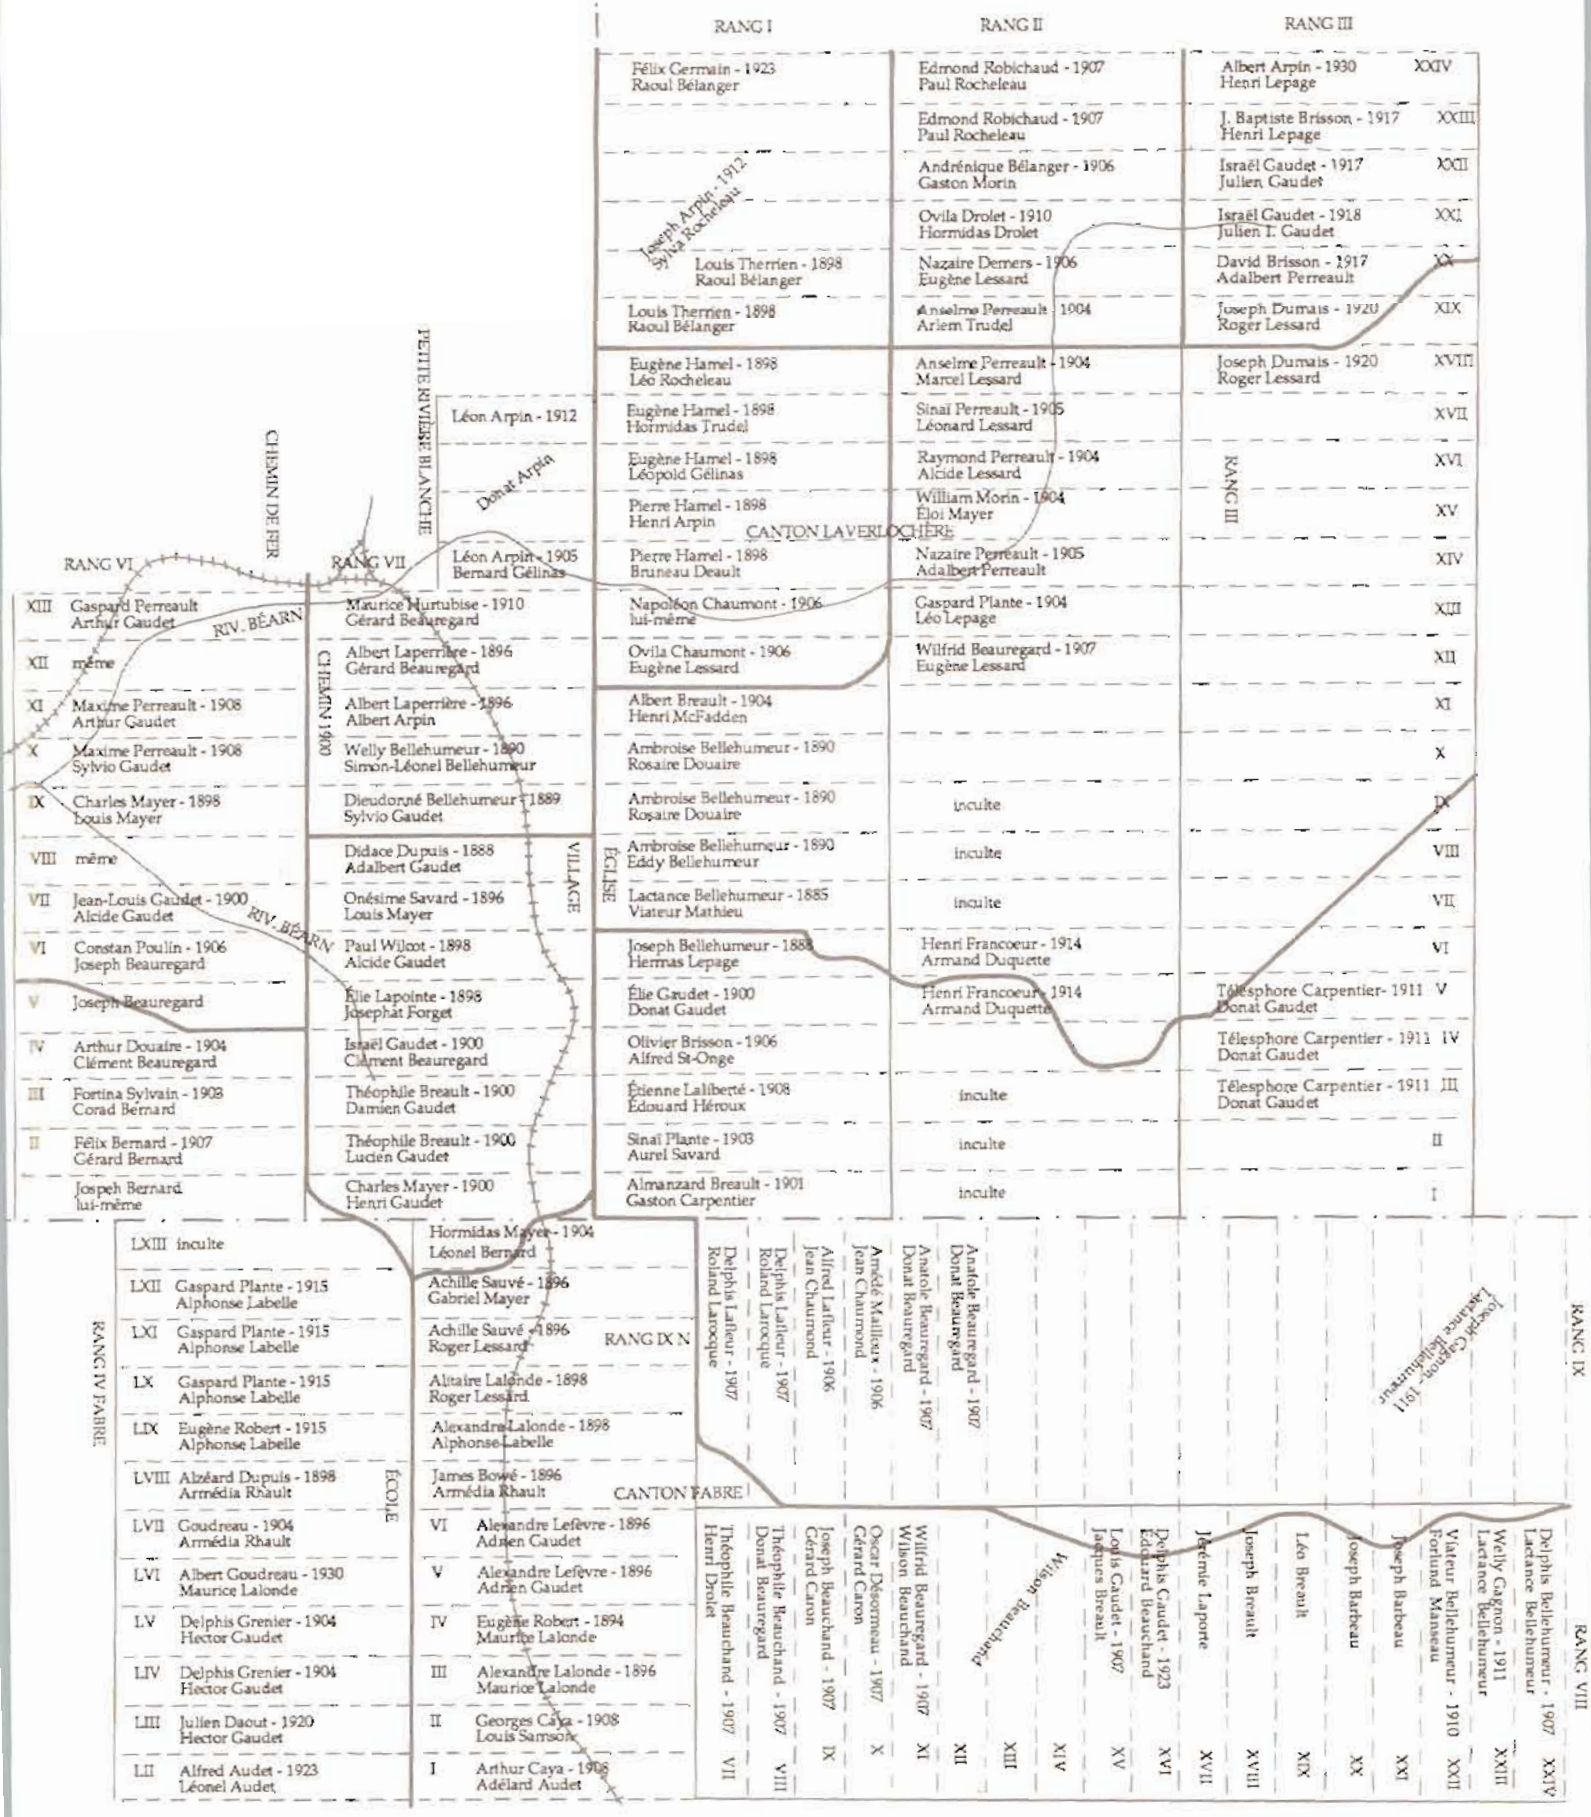 RANG I
RANG II
RANG III
Félix Germain - 1923
Raoul Bélanger
Edmond Robichaud - 1907
Paul Rocheleau
Albert Arpin - 1930
Henri Lepage
XXIV
Edmond Robichaud - 1907
Paul Rocheleau
J. Baptiste Brisson - 1917
Henri Lepage
XXIII
Joseph Arpin - 1912
Sylva Rocheleau
Andrénique Bélanger - 1906
Gaston Morin
Israël Gaudet - 1917
Julien Gaudet
XXII
Ovila Drolet - 1910
Hormidas Drolet
Israël Gaudet - 1918
Julien I. Gaudet
XXI
Louis Therrien - 1898
Raoul Bélanger
Nazaire Demers - 1906
Eugène Lessard
David Brisson - 1917
Adalbert Perreault
XX
Louis Therrien - 1898
Raoul Bélanger
Anselme Perreault - 1904
Arlem Trudel
Joseph Dumais - 1920
Roger Lessard
XIX
PETITE RIVIÈRE BLANCHE
Eugène Hamel - 1898
Léo Rocheleau
Anselme Perreault - 1904
Marcel Lessard
Joseph Dumais - 1920
Roger Lessard
XVIII
Léon Arpin - 1912
Eugène Hamel - 1898
Hormidas Trudel
Sinaï Perreault - 1905
Léonard Lessard
XVII
CHEMIN DE FER
Donat Arpin
Eugène Hamel - 1898
Léopold Gélinas
Raymond Perreault - 1904
Alcide Lessard
RANG III
XVI
Pierre Hamel - 1898
Henri Arpin
William Morin - 1904
Éloi Mayer
XV
CANTON LAVERLOCHÈRE
RANG VI
RANG VII
Léon Arpin - 1905
Bernard Gélinas
Pierre Hamel - 1898
Bruneau Deault
Nazaire Perreault - 1905
Adalbert Perreault
XIV
XIII
Gaspard Perreault
Arthur Gaudet
RIV. BÉARN
Maurice Hurtubise - 1910
Gérard Beauregard
Napoléon Chaumont - 1906
lui-même
Gaspard Plante - 1904
Léo Lepage
XIII
XII même
CHEMIN 1900
Albert Laperrière - 1896
Gérard Beauregard
Ovila Chaumont - 1906
Eugène Lessard
Wilfrid Beauregard - 1907
Eugène Lessard
XII
XI Maxime Perreault - 1908
Arthur Gaudet
Albert Laperrière - 1896
Albert Arpin
Albert Breault - 1904
Henri McFadden
XI
X Maxime Perreault - 1908
Sylvio Gaudet
Welly Bellehumeur - 1890
Simon-Léonel Bellehumeur
Ambroise Bellehumeur - 1890
Rosaire Douaire
X
IX Charles Mayer - 1898
Louis Mayer
Dieudonné Bellehumeur - 1889
Sylvio Gaudet
Ambroise Bellehumeur - 1890
Rosaire Douaire
inculte
IX
VIII même
Didace Dupuis - 1888
Adalbert Gaudet
VILLAGE
ÉGLISE
Ambroise Bellehumeur - 1890
Eddy Bellehumeur
inculte
VIII
VII Jean-Louis Gaudet - 1900
Alcide Gaudet
RIV. BÉARN
Onésime Savard - 1896
Louis Mayer
Lactance Bellehumeur - 1885
Viateur Mathieu
inculte
VII
VI Constan Poulin - 1906
Joseph Beauregard
Paul Wilcot - 1898
Alcide Gaudet
Joseph Bellehumeur - 1888
Hermas Lepage
Henri Francoeur - 1914
Armand Duquette
VI
V Joseph Beauregard
Élie Lapointe - 1898
Josephat Forget
Élie Gaudet - 1900
Donat Gaudet
Henri Francoeur - 1914
Armand Duquette
Télesphore Carpentier- 1911 V
Donat Gaudet
IV Arthur Douaire - 1904
Clément Beauregard
Israël Gaudet - 1900
Clément Beauregard
Olivier Brisson - 1906
Alfred St-Onge
Télesphore Carpentier - 1911 IV
Donat Gaudet
III Fortina Sylvain - 1903
Corad Bernard
Théophile Breault - 1900
Damien Gaudet
Étienne Laliberté - 1908
Édouard Héroux
inculte
Télesphore Carpentier - 1911 III
Donat Gaudet
II Félix Bernard - 1907
Gérard Bernard
Théophile Breault - 1900
Lucien Gaudet
Sinaï Plante - 1903
Aurel Savard
inculte
II
Jospeh Bernard
lui-même
Charles Mayer - 1900
Henri Gaudet
Almanzard Breault - 1901
Gaston Carpentier
inculte
I
LXIII inculte
Hormidas Mayer - 1904
Léonel Bernard
LXII Gaspard Plante - 1915
Alphonse Labelle
Achille Sauvé - 1896
Gabriel Mayer
RANG IV FABRE
LXI Gaspard Plante - 1915
Alphonse Labelle
Achille Sauvé - 1896
Roger Lessard
RANG IX N
LX Gaspard Plante - 1915
Alphonse Labelle
Alitaire Lalonde - 1898
Roger Lessard
LIX Eugène Robert - 1915
Alphonse Labelle
Alexandre Lalonde - 1898
Alphonse Labelle
LVIII Alzéard Dupuis - 1898
Armédia Rhault
ÉCOLE
James Bowé - 1896
Armédia Rhault
CANTON FABRE
LVII Goudreau - 1904
Armédia Rhault
VI Alexandre Lefèvre - 1896
Adrien Gaudet
LVI Albert Goudreau - 1930
Maurice Lalonde
V Alexandre Lefèvre - 1896
Adrien Gaudet
LV Delphis Grenier - 1904
Hector Gaudet
IV Eugène Robert - 1894
Maurice Lalonde
LIV Delphis Grenier - 1904
Hector Gaudet
III Alexandre Lalonde - 1896
Maurice Lalonde
LIII Julien Daout - 1920
Hector Gaudet
II Georges Caya - 1908
Louis Samson
LII Alfred Audet - 1923
Léonel Audet
I Arthur Caya - 1908
Adélard Audet
Delphis Lafleur - 1907
Roland Larocque
Delphis Lafleur - 1907
Roland Larocque
Alfred Lafleur - 1906
Jean Chaumond
Amédé Mailloux - 1906
Jean Chaumond
Anatole Beauregard - 1907
Donat Beauregard
Anatole Beauregard - 1907
Donat Beauregard
Joseph Gagnon - 1911
Lactance Bellehumeur
RANG IX
Théophile Beauchand - 1907 VII
Henri Drolet
Théophile Beauchand - 1907 VIII
Donat Beauregard
Joseph Beauchand - 1907 IX
Gérard Caron
Oscar Désorneau - 1907 X
Gérard Caron
Wilfrid Beauregard - 1907 XI
Wilson Beauchand
XII
Wilson Beauchand
XIII
XIV
Louis Gaudet - 1907 XV
Jacques Breault
Delphis Gaudet - 1923 XVI
Édouard Beauchand
Jérémie Laporte XVII
Joseph Breault XVIII
Léo Breault XIX
Joseph Barbeau XX
Joseph Barbeau XXI
Viateur Bellehumeur - 1910 XXII
Forlund Manseau
Welly Gagnon - 1911 XXIII
Lactance Bellehumeur
Delphis Bellehumeur - 1907 XXIV
Lactance Bellehumeur
RANG VIII